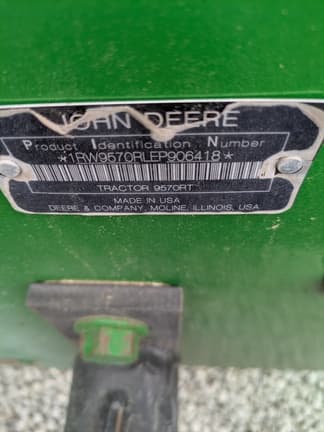 JOHN DEERE
Product Identification Number
*1RW9570RLEP906418*
TRACTOR 9570RT
MADE IN USA
DEERE & COMPANY, MOLINE, ILLINOIS, USA